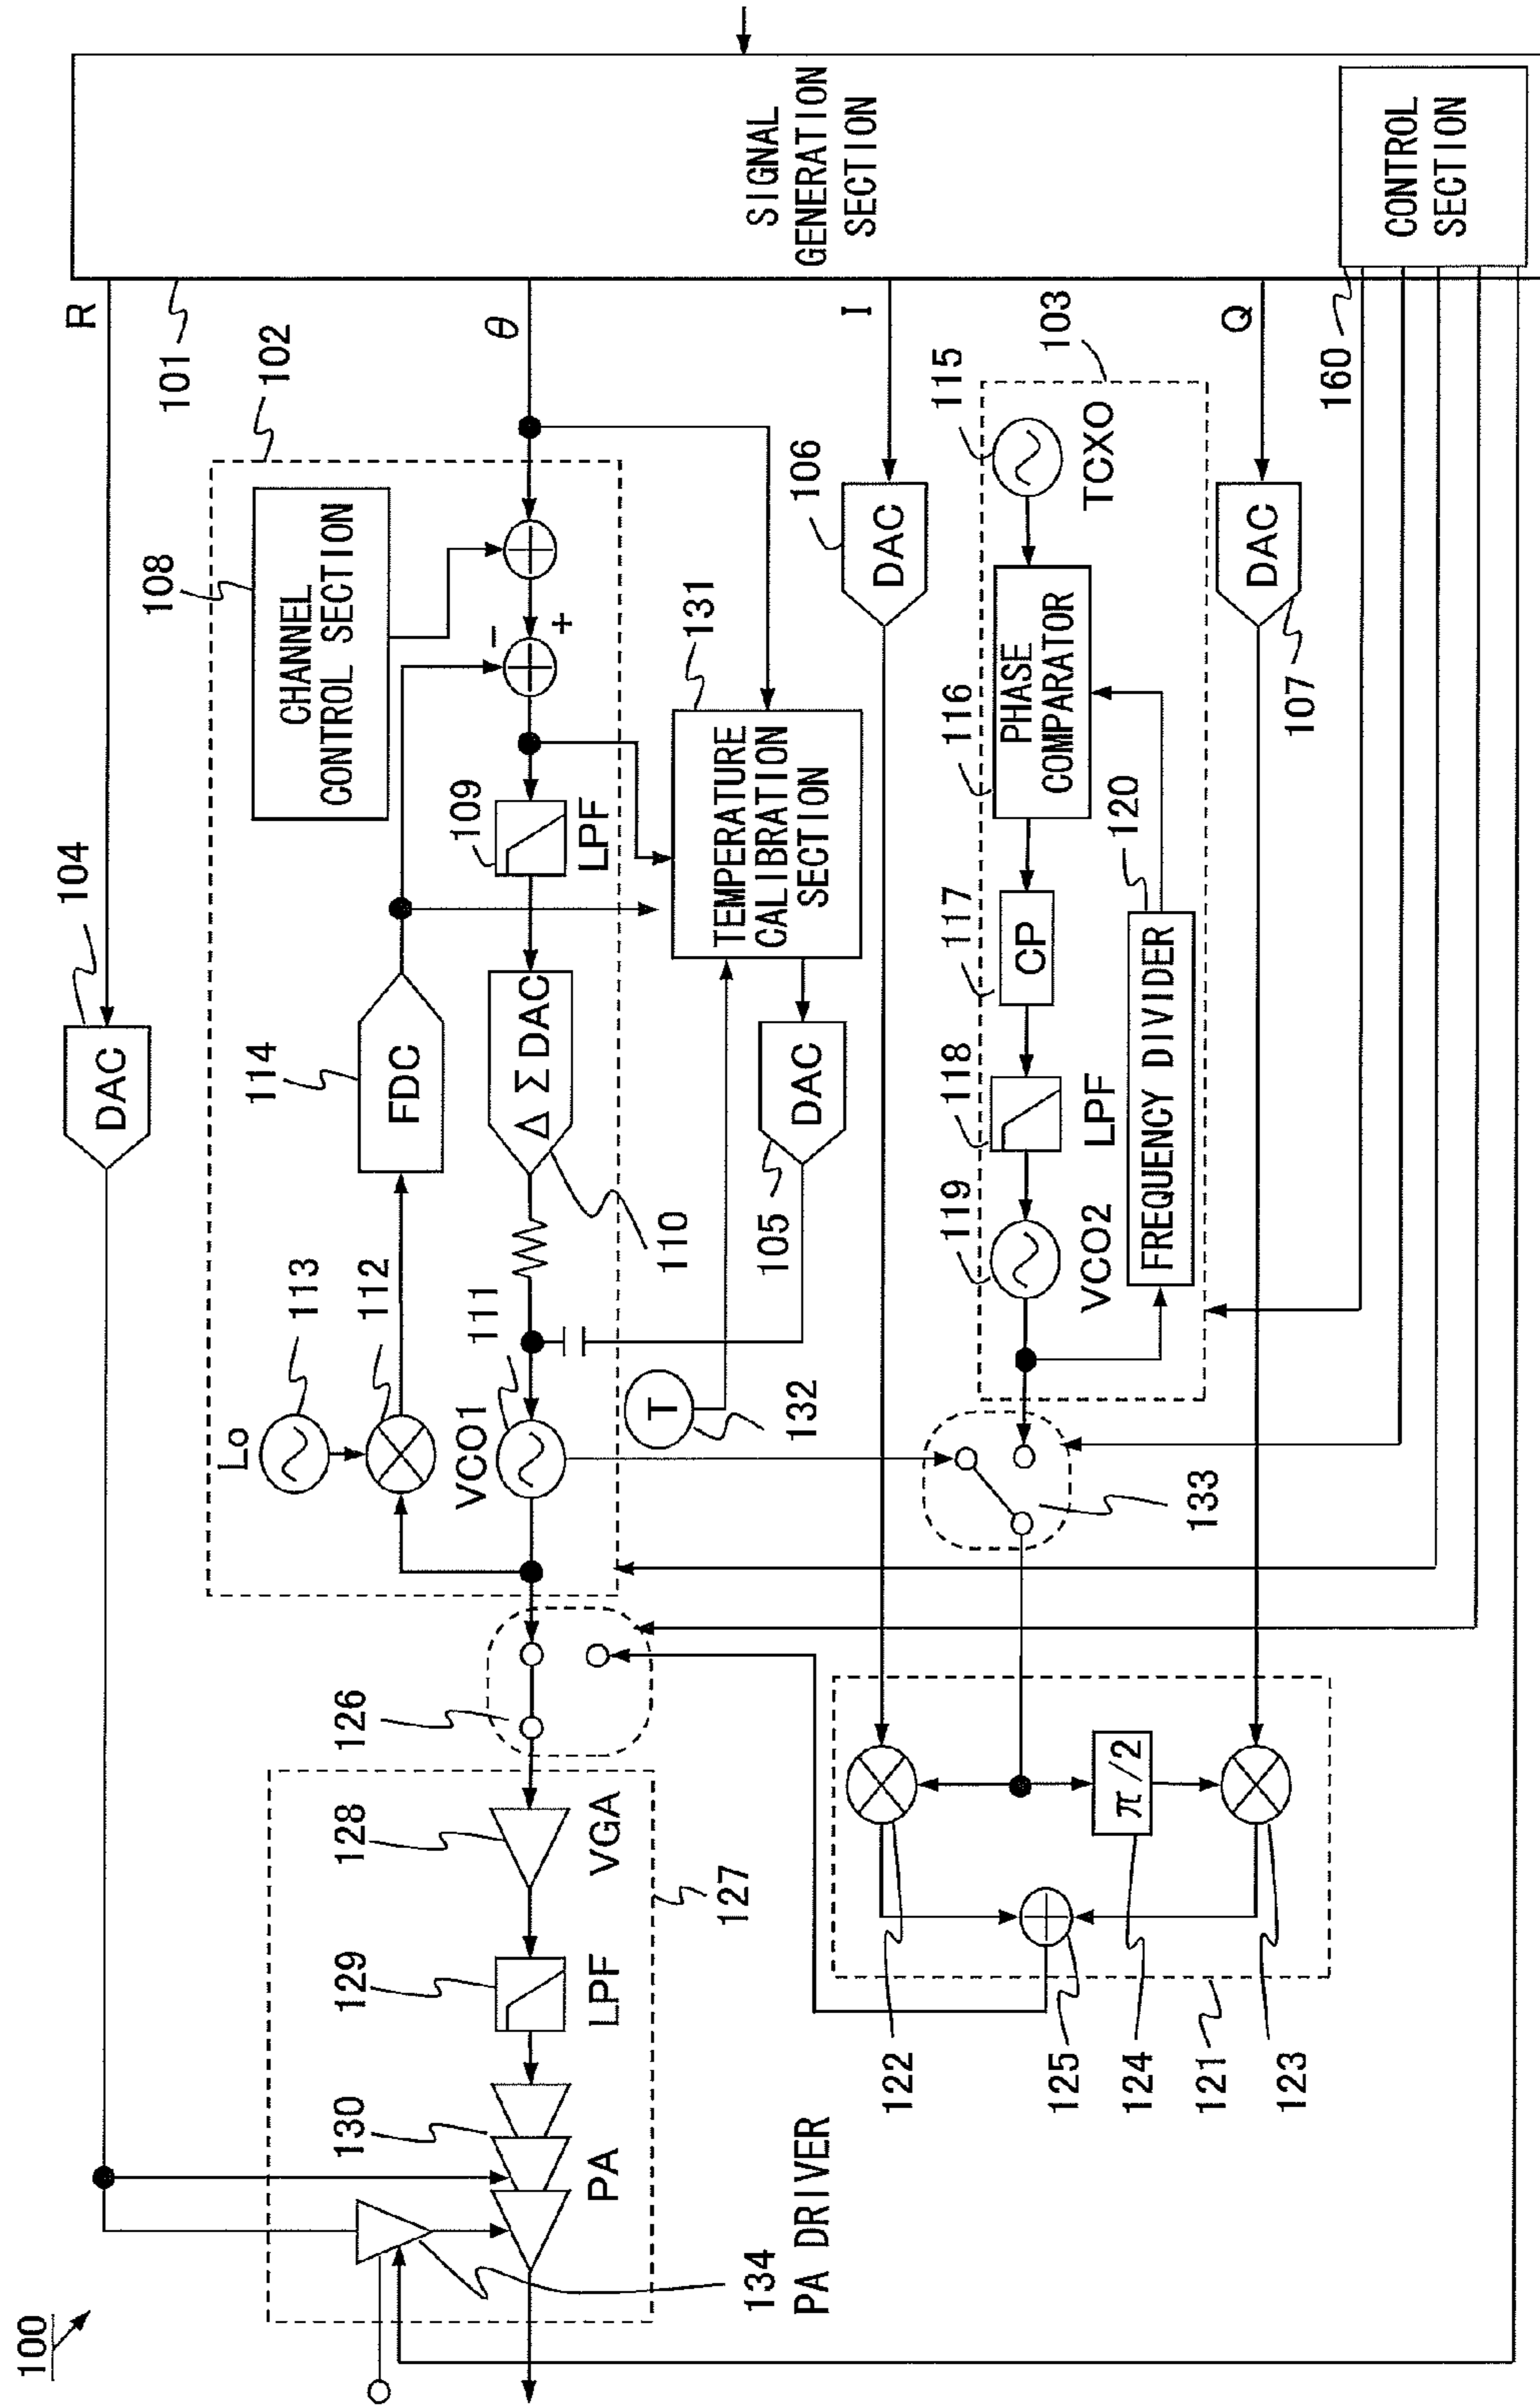 100
SIGNAL
GENERATION
SECTION
CONTROL
SECTION
160
R
101
θ
I
Q
102
CHANNEL
CONTROL SECTION
108
-
+
109
LPF
104
DAC
114
FDC
Δ Σ DAC
110
131
TEMPERATURE
CALIBRATION
SECTION
DAC
105
106
DAC
DAC
107
103
115
TCXO
116
PHASE
COMPARATOR
117
CP
118
LPF
119
VCO2
120
FREQUENCY DIVIDER
113
Lo
112
111
VCO1
T
132
133
126
128
VGA
127
129
LPF
130
PA
134
PA DRIVER
π/2
122
125
124
121
123